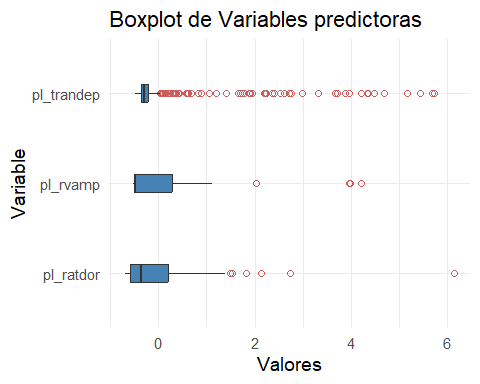 Boxplot de Variables predictoras
Variable
pl_trandep
pl_rvamp
pl_ratdor
0 2 4 6
Valores